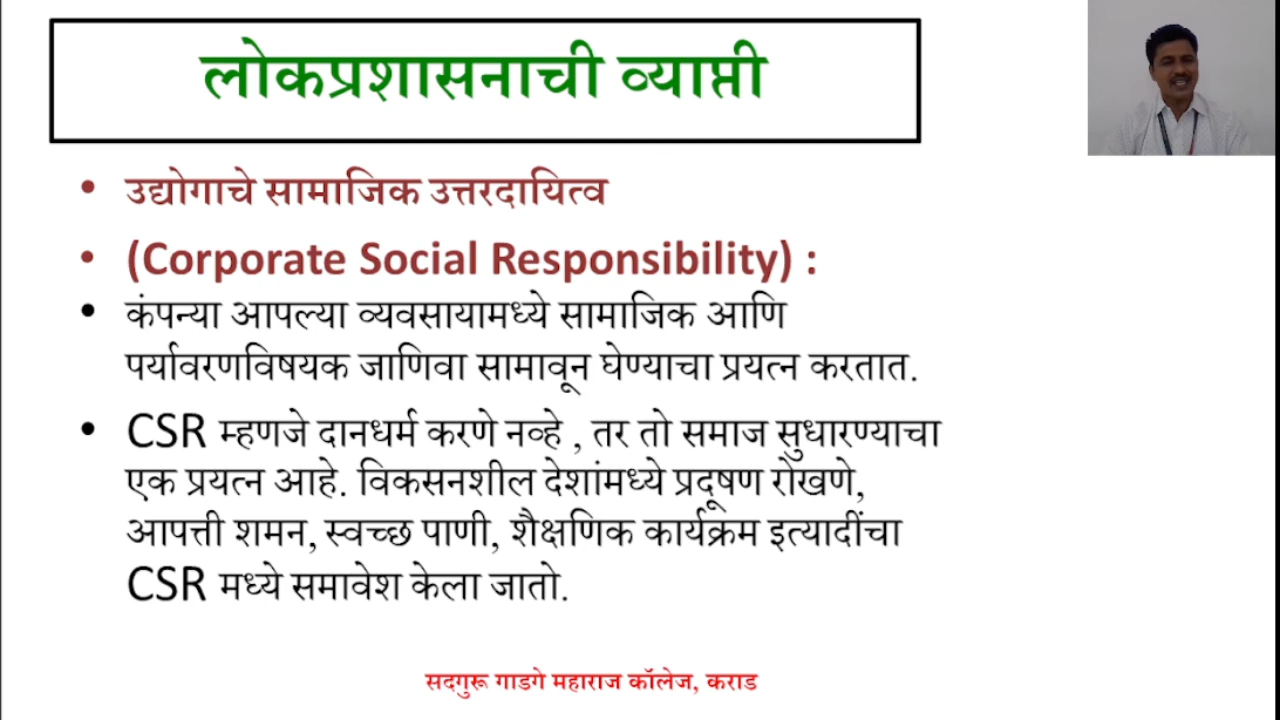 लोकप्रशासनाची व्याप्ती
• उद्योगाचे सामाजिक उत्तरदायित्व
• (Corporate Social Responsibility) :
• कंपन्या आपल्या व्यवसायामध्ये सामाजिक आणि
पर्यावरणविषयक जाणिवा सामावून घेण्याचा प्रयत्न करतात.
• CSR म्हणजे दानधर्म करणे नव्हे , तर तो समाज सुधारण्याचा
एक प्रयत्न आहे. विकसनशील देशांमध्ये प्रदूषण रोखणे,
आपत्ती शमन, स्वच्छ पाणी, शैक्षणिक कार्यक्रम इत्यादींचा
CSR मध्ये समावेश केला जातो.
सदगुरू गाडगे महाराज कॉलेज, कराड